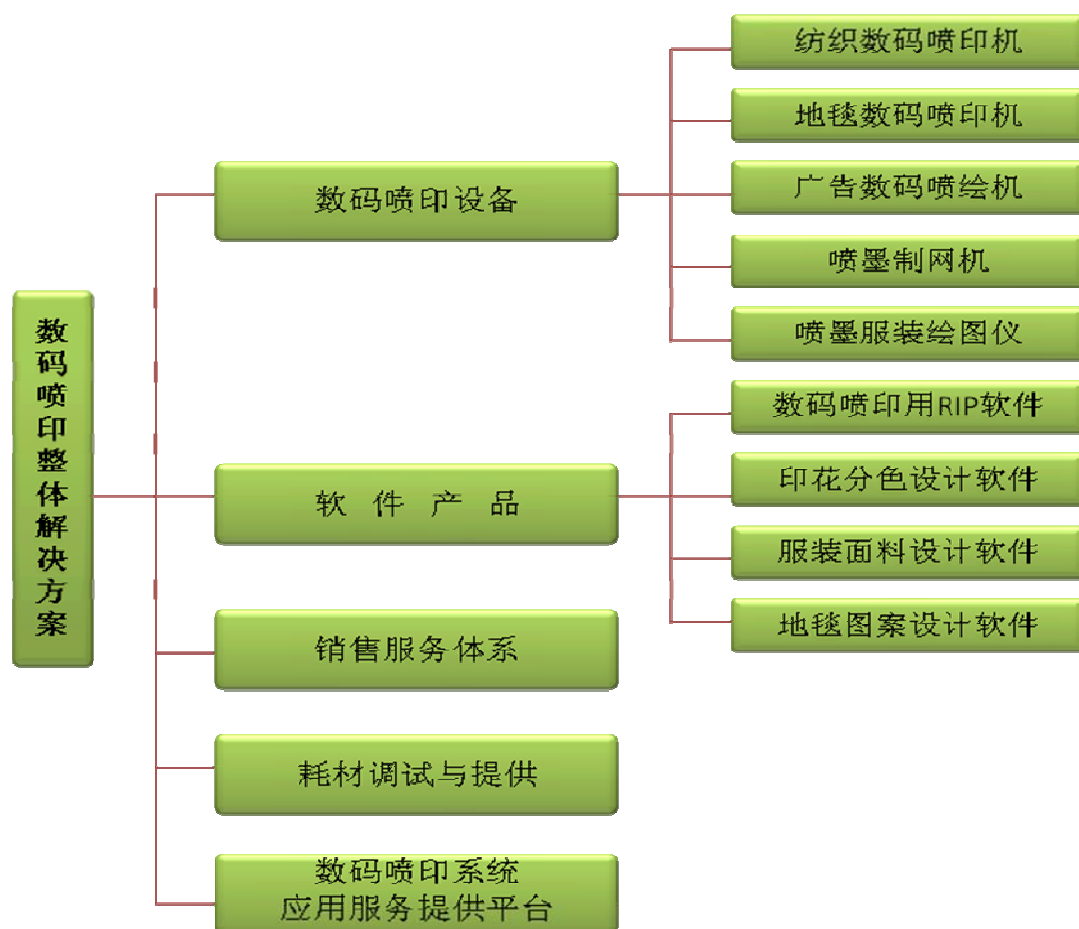 数码喷印整体解决方案
数码喷印设备
纺织数码喷印机
地毯数码喷印机
广告数码喷绘机
喷墨制网机
喷墨服装绘图仪
软件产品
数码喷印用RIP软件
印花分色设计软件
服装面料设计软件
地毯图案设计软件
销售服务体系
耗材调试与提供
数码喷印系统
应用服务提供平台